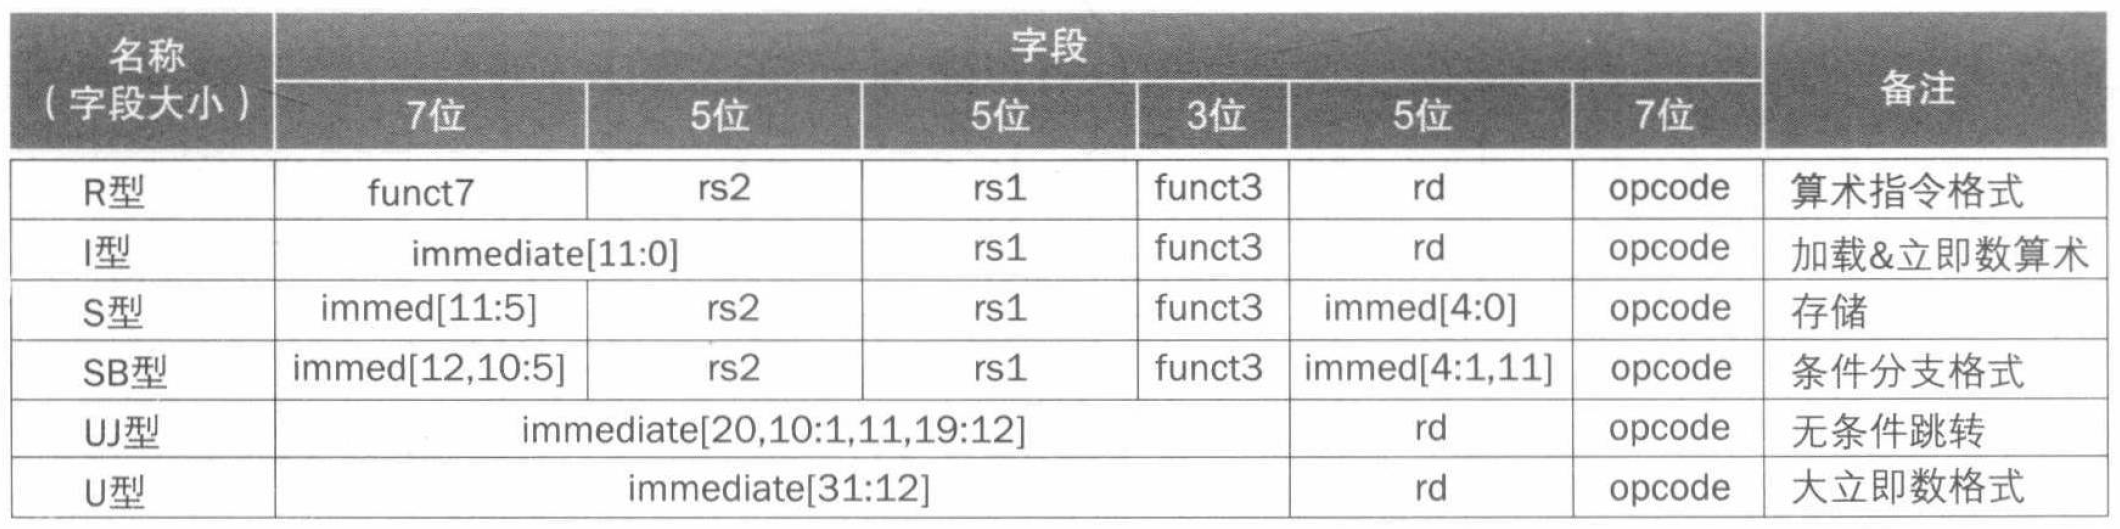 名称
（字段大小）
字段
备注
7位 5位 5位 3位 5位 7位
R型 funct7 rs2 rs1 funct3 rd opcode 算术指令格式
I型 immediate[11:0] rs1 funct3 rd opcode 加载&立即数算术
S型 immed[11:5] rs2 rs1 funct3 immed[4:0] opcode 存储
SB型 immed[12,10:5] rs2 rs1 funct3 immed[4:1,11] opcode 条件分支格式
UJ型 immediate[20,10:1,11,19:12] rd opcode 无条件跳转
U型 immediate[31:12] rd opcode 大立即数格式